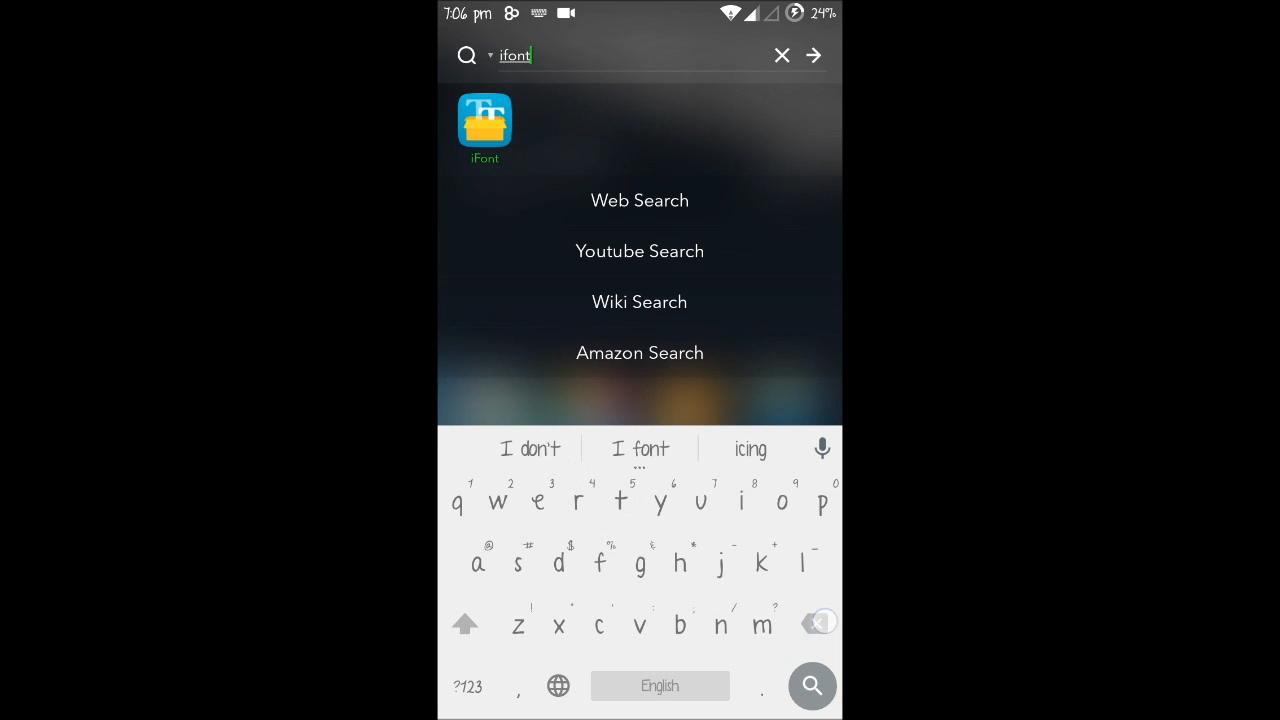 7:06 pm 24%
ifont
iFont
Web Search
Youtube Search
Wiki Search
Amazon Search
I don't I font icing
1 2 3 4 5 6 7 8 9 0
q w e r t y u i o p
@ # $ % & * - + _
a s d f g h j k l
! " ' : ; / ?
z x c v b n m
?123 , English .